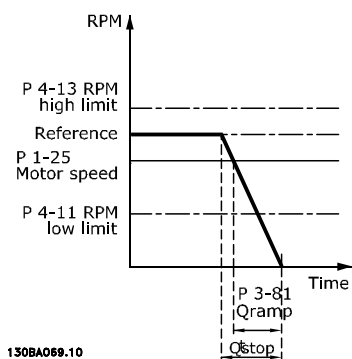 RPM
P 4-13 RPM
high limit
Reference
P 1-25
Motor speed
P 4-11 RPM
low limit
Time
P 3-81
Qramp
Qstop
130BA069.10